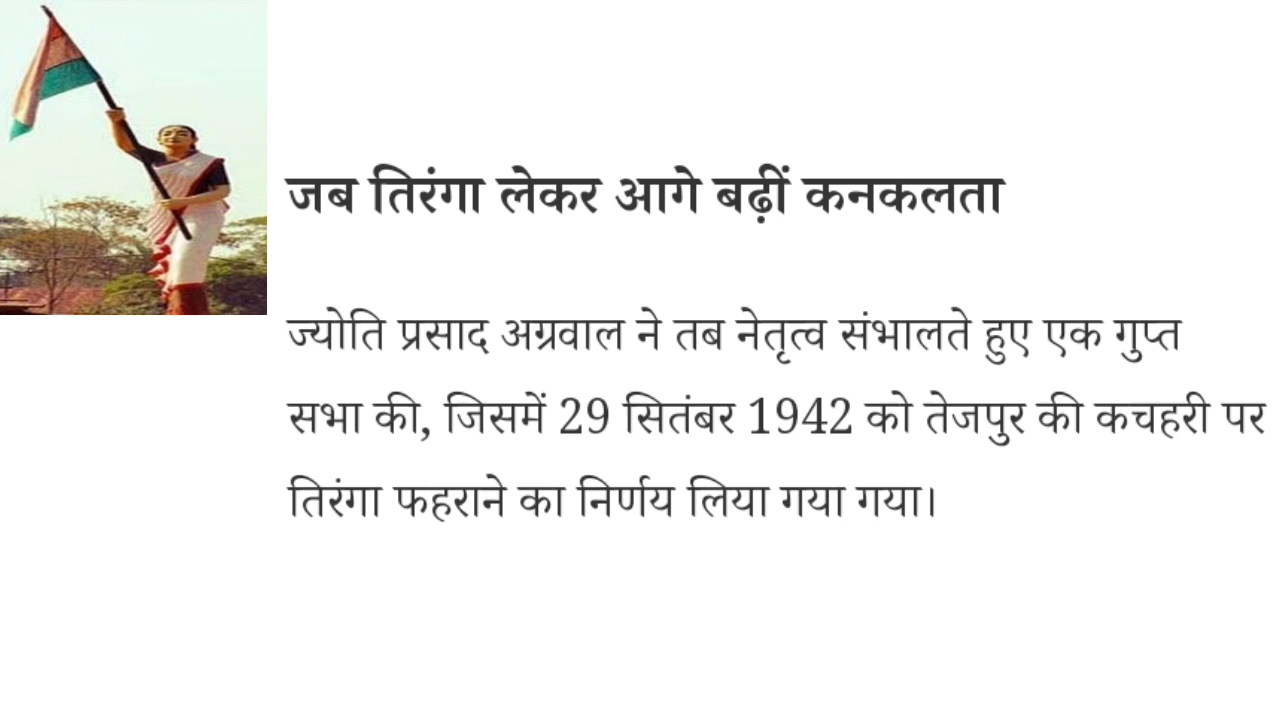 जब तिरंगा लेकर आगे बढ़ीं कनकलता
ज्योति प्रसाद अग्रवाल ने तब नेतृत्व संभालते हुए एक गुप्त
सभा की, जिसमें 29 सितंबर 1942 को तेजपुर की कचहरी पर
तिरंगा फहराने का निर्णय लिया गया गया।